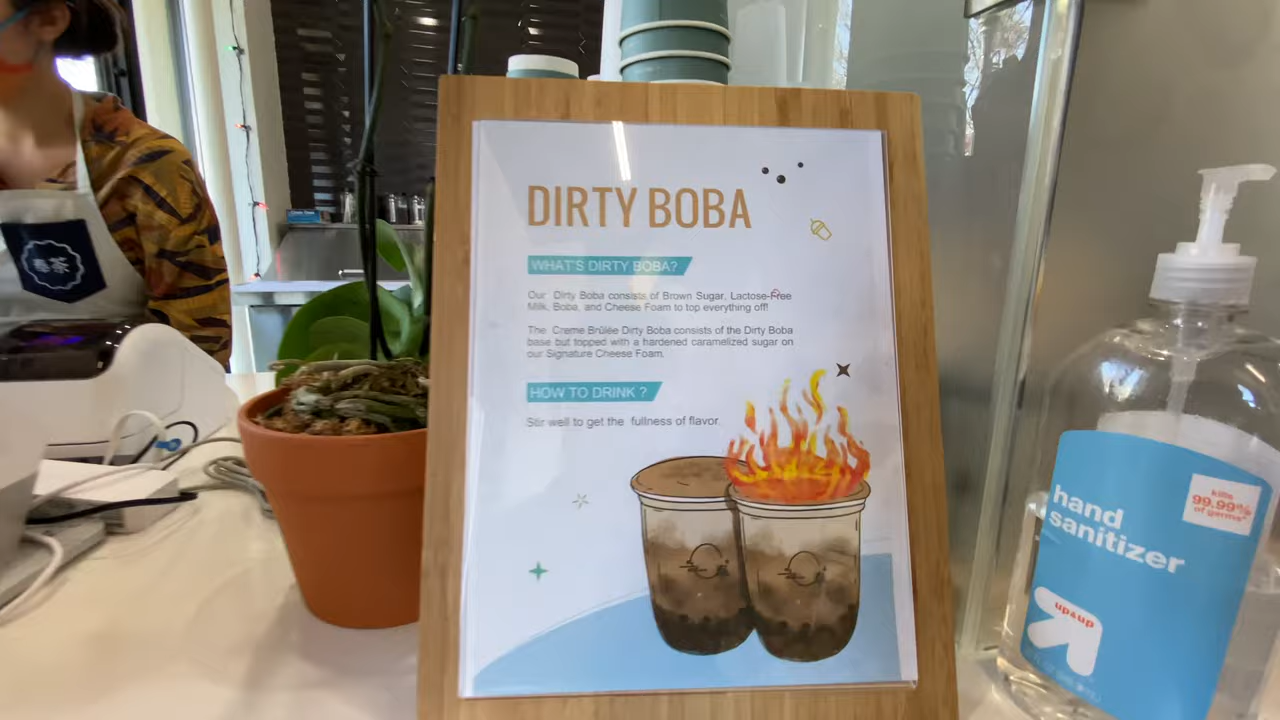 DIRTY BOBA
WHAT'S DIRTY BOBA?
Our Dirty Boba consists of Brown Sugar, Lactose-Free
Milk, Boba, and Cheese Foam to top everything off!
The Creme Brûlée Dirty Boba consists of the Dirty Boba
base but topped with a hardened caramelized sugar on
our Signature Cheese Foam.
HOW TO DRINK ?
Stir well to get the fullness of flavor.
春茶
hand
sanitizer
kills
99.99%
of germs*
up&up